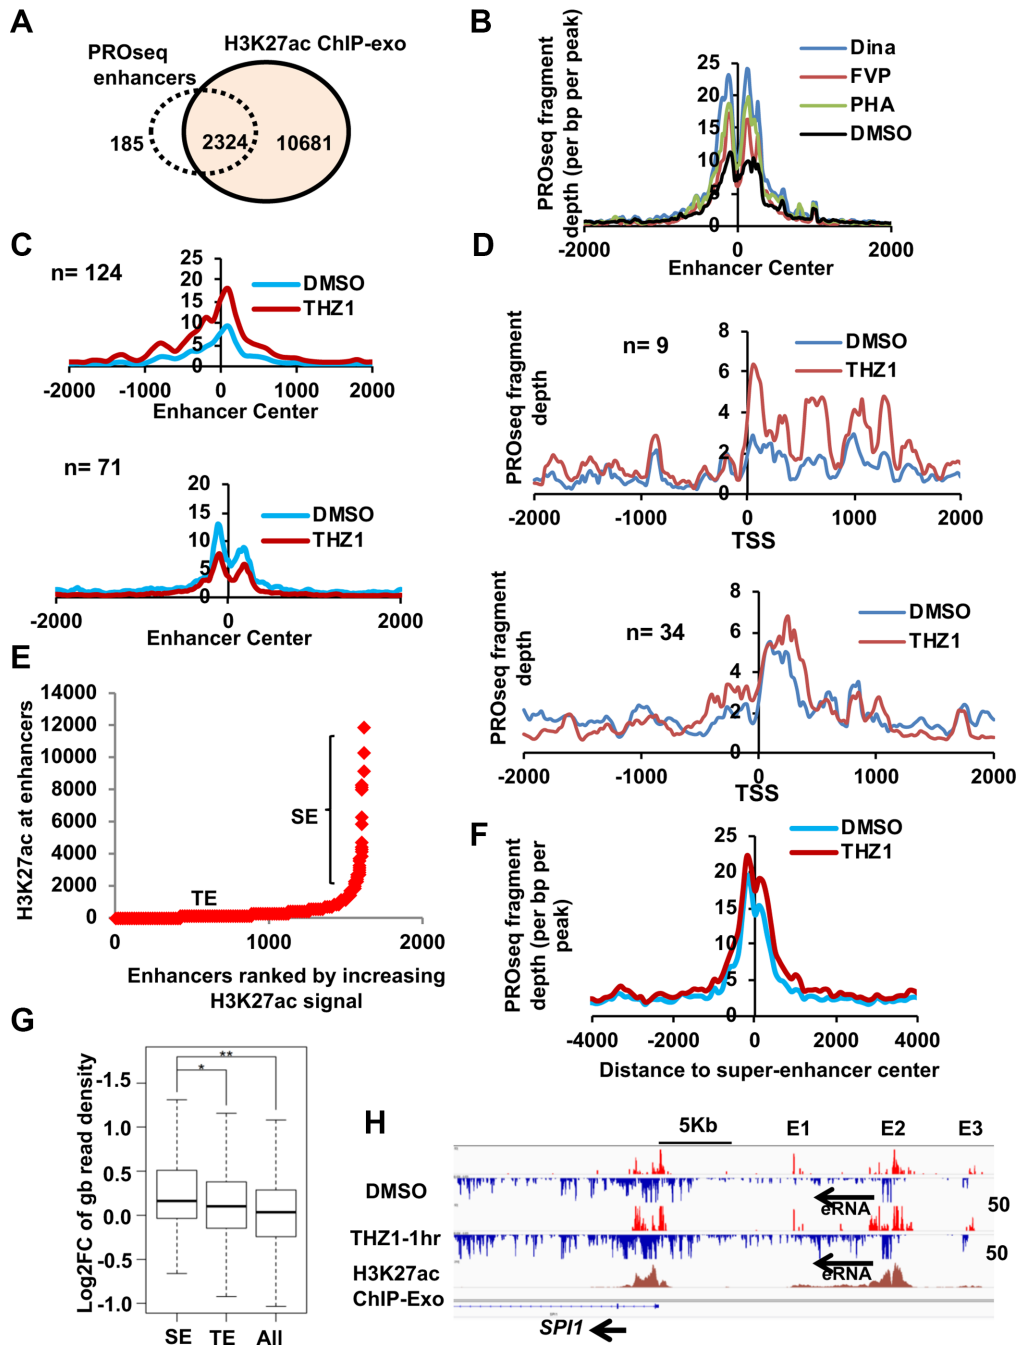 A
PROseq
enhancers
H3K27ac ChIP-exo
185
2324
10681
B
PROseq fragment
depth (per bp per peak)
25
20
15
10
5
0
-2000
0
2000
Enhancer Center
Dina
FVP
PHA
DMSO
C
n= 124
25
20
15
10
5
0
DMSO
THZ1
-2000
-1000
0
1000
2000
Enhancer Center
n= 71
20
15
10
5
0
DMSO
THZ1
-2000
0
2000
Enhancer Center
D
PROseq fragment
depth
n= 9
8
6
4
2
0
DMSO
THZ1
-2000
-1000
0
1000
2000
TSS
PROseq fragment
depth
n= 34
8
6
4
2
0
DMSO
THZ1
-2000
-1000
0
1000
2000
TSS
E
H3K27ac at enhancers
14000
12000
10000
8000
6000
4000
2000
0
SE
TE
0
1000
2000
Enhancers ranked by increasing
H3K27ac signal
F
PROseq fragment
depth (per bp per
peak)
25
20
15
10
5
0
DMSO
THZ1
-4000
-2000
0
2000
4000
Distance to super-enhancer center
G
Log2FC of gb read density
-1.5
0.5
0.0
-0.5
-1.0
**
*
SE
TE
All
H
5Kb
E1
E2
E3
DMSO
eRNA
50
THZ1-1hr
eRNA
50
H3K27ac
ChIP-Exo
SPI1